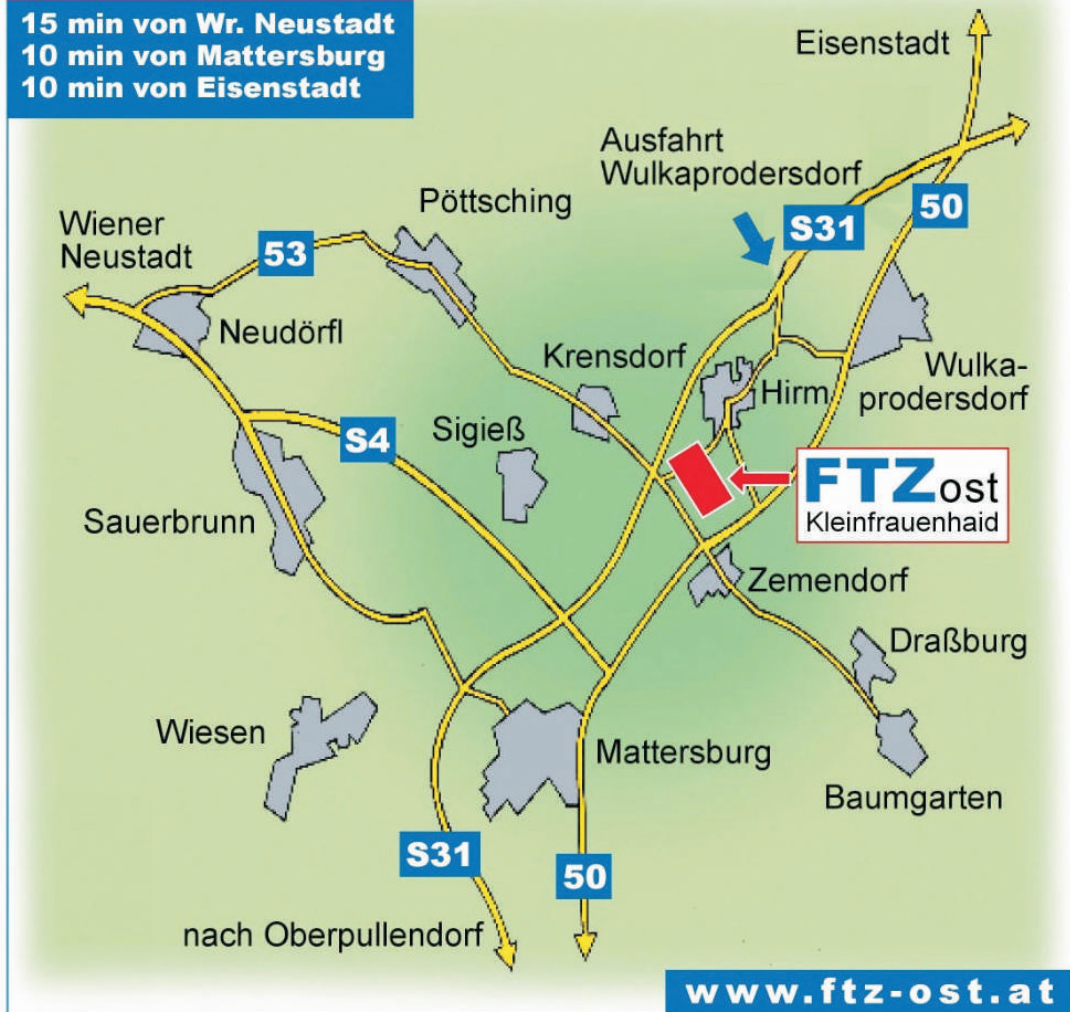 15 min von Wr. Neustadt
10 min von Mattersburg
10 min von Eisenstadt
Eisenstadt
Ausfahrt
Wulkaprodersdorf
Pöttsching
Wiener
Neustadt
53
S31
50
Neudörfl
Krensdorf
Hirm
Wulka-
prodersdorf
S4
Sigieß
FTZost
Kleinfrauenhaid
Sauerbrunn
Zemendorf
Draßburg
Wiesen
Mattersburg
Baumgarten
S31
50
nach Oberpullendorf
www.ftz-ost.at